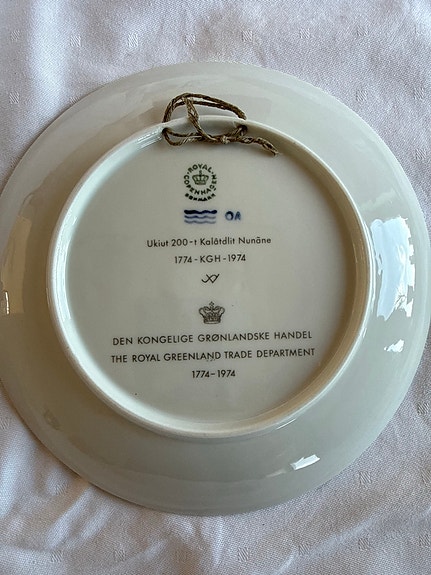 ROYAL
COPENHAGEN
DENMARK
OA
Ukiut 200-t Kalâtdlit Nunâne
1774-KGH-1974
DEN KONGELIGE GRØNLANDSKE HANDEL
THE ROYAL GREENLAND TRADE DEPARTMENT
1774-1974